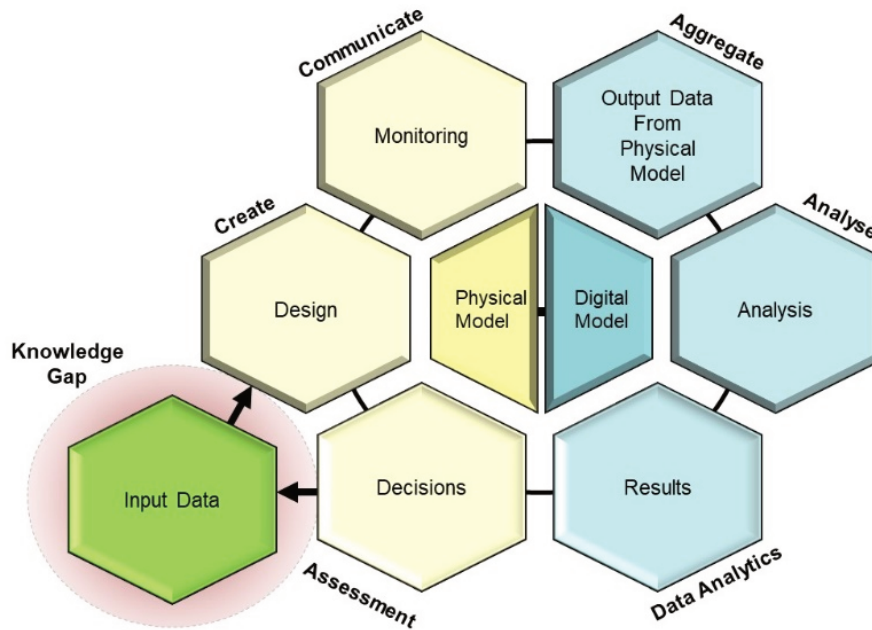 Communicate
Aggregate
Monitoring
Output Data
From
Physical
Model
Create
Analyse
Design
Physical
Model
Digital
Model
Analysis
Knowledge
Gap
Input Data
Decisions
Results
Assessment
Data Analytics